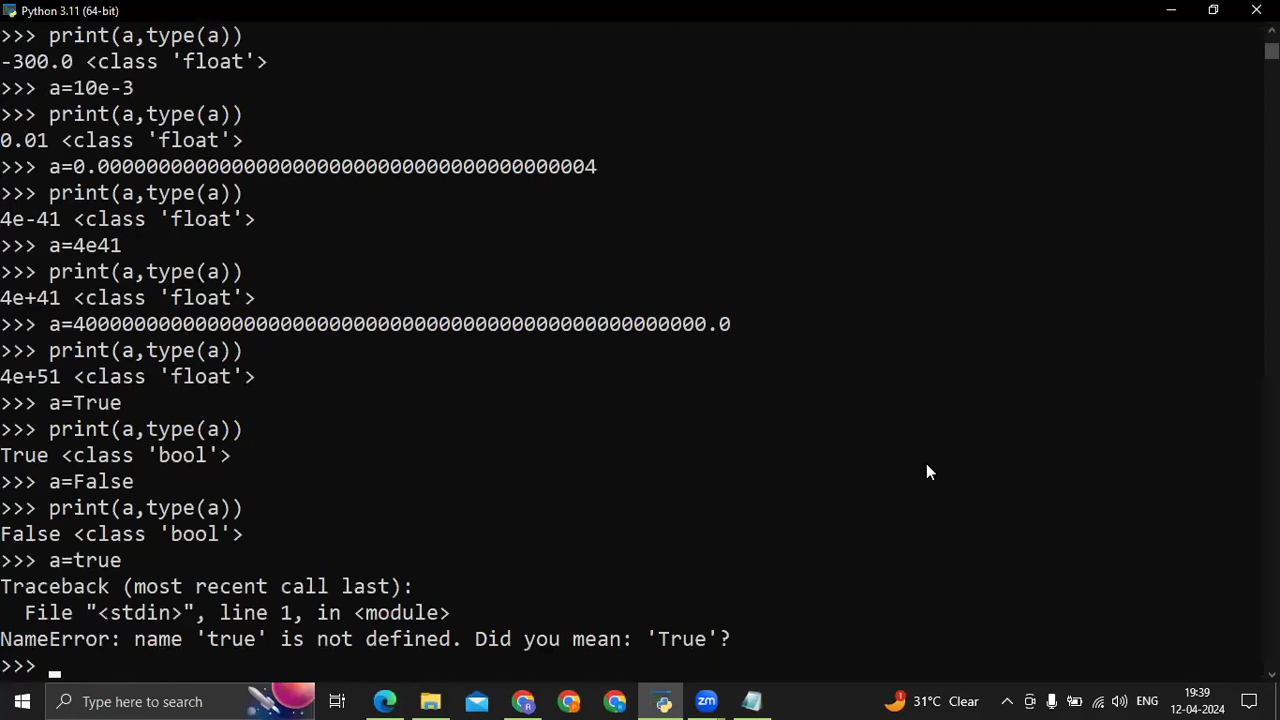 Python 3.11 (64-bit)
>>> print(a,type(a))
-300.0 <class 'float'>
>>> a=10e-3
>>> print(a,type(a))
0.01 <class 'float'>
>>> a=0.00000000000000000000000000000000000000004
>>> print(a,type(a))
4e-41 <class 'float'>
>>> a=4e41
>>> print(a,type(a))
4e+41 <class 'float'>
>>> a=4000000000000000000000000000000000000000000000000000.0
>>> print(a,type(a))
4e+51 <class 'float'>
>>> a=True
>>> print(a,type(a))
True <class 'bool'>
>>> a=False
>>> print(a,type(a))
False <class 'bool'>
>>> a=true
Traceback (most recent call last):
  File "<stdin>", line 1, in <module>
NameError: name 'true' is not defined. Did you mean: 'True'?
>>>
Type here to search
zm
1
31°C Clear
ENG
19:39
12-04-2024